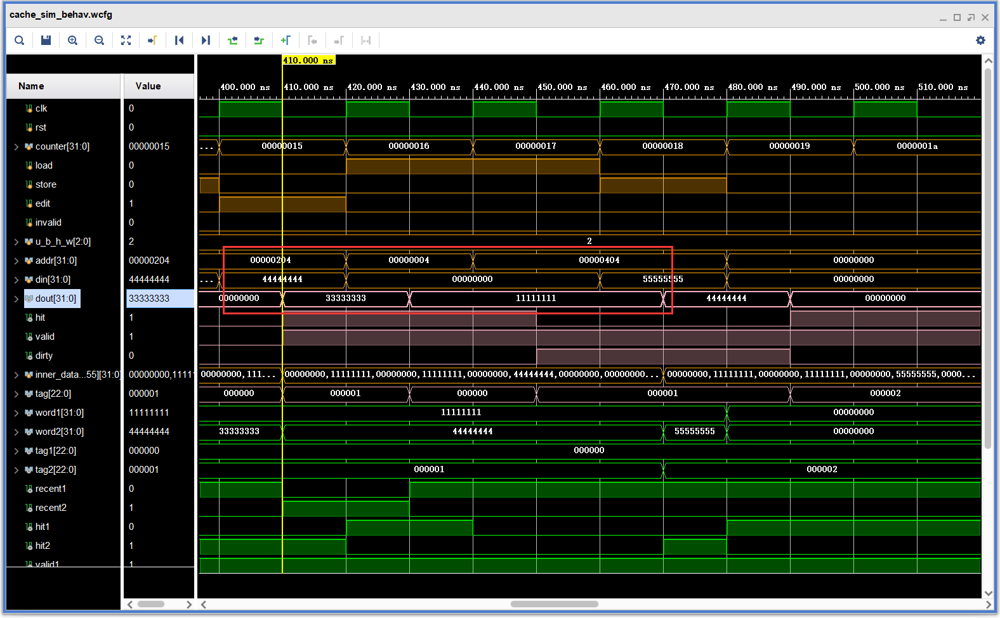 cache_sim_behav.wcfg
410.000 ns
Name Value
400.000 ns 410.000 ns 420.000 ns 430.000 ns 440.000 ns 450.000 ns 460.000 ns 470.000 ns 480.000 ns 490.000 ns 500.000 ns 510.000 ns
clk 0
rst 0
counter[31:0] 00000015 ... 00000015 00000016 00000017 00000018 00000019 0000001a
load 0
store 0
edit 1
invalid 0
u_b_h_w[2:0] 2 2
addr[31:0] 00000204 00000204 00000004 00000404 00000000
din[31:0] 44444444 ... 44444444 00000000 55555555 00000000
dout[31:0] 33333333 00000000 33333333 11111111 44444444 00000000
hit 1
valid 1
dirty 0
inner_data...55][31:0] 00000000,1111 00000000,111... 00000000,11111111,00000000,11111111,00000000,44444444,00000000,00000000... 00000000,11111111,00000000,11111111,00000000,55555555,0000...
tag[22:0] 000001 000000 000001 000000 000001 000002
word1[31:0] 11111111 11111111 00000000
word2[31:0] 44444444 33333333 44444444 55555555 00000000
tag1[22:0] 000000 000000
tag2[22:0] 000001 000001 000002
recent1 0
recent2 1
hit1 0
hit2 1
valid1 1